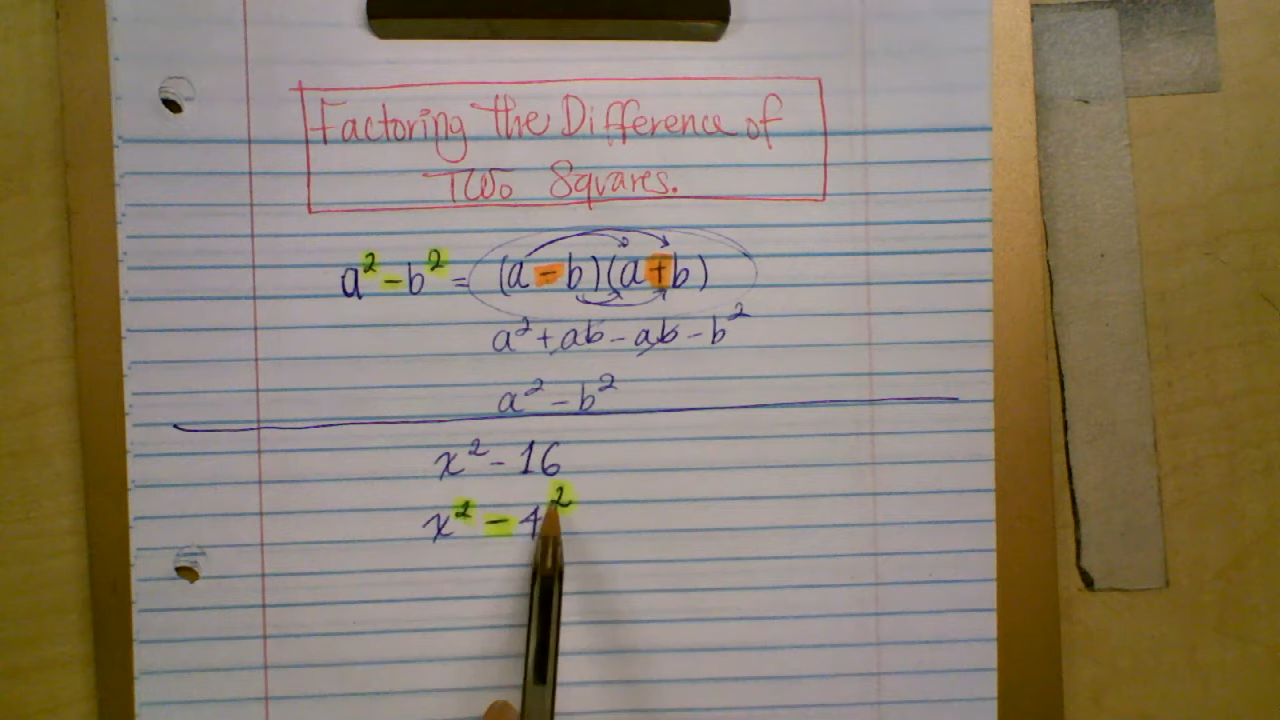 Factoring the Difference of
Two Squares.
a² - b² = (a - b)(a + b)
a² + ab - ab - b²
a² - b²
x² - 16
x² - 4²